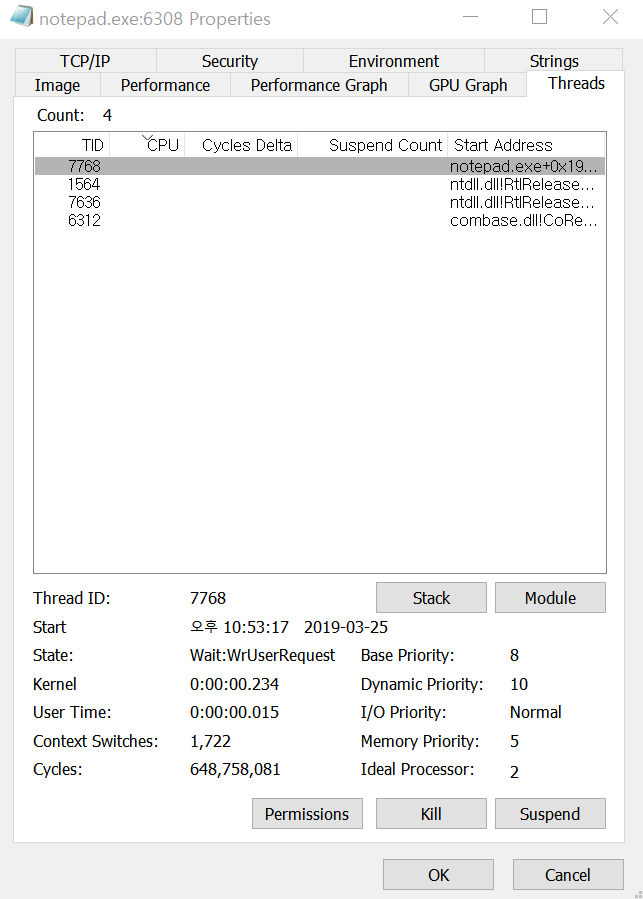 notepad.exe:6308 Properties
TCP/IP Security Environment Strings
Image Performance Performance Graph GPU Graph Threads
Count: 4
TID CPU Cycles Delta Suspend Count Start Address
7768 notepad.exe+0x19...
1564 ntdll.dll!RtlRelease...
7636 ntdll.dll!RtlRelease...
6312 combase.dll!CoRe...
Thread ID: 7768 Stack Module
Start 오후 10:53:17 2019-03-25
State: Wait:WrUserRequest Base Priority: 8
Kernel 0:00:00.234 Dynamic Priority: 10
User Time: 0:00:00.015 I/O Priority: Normal
Context Switches: 1,722 Memory Priority: 5
Cycles: 648,758,081 Ideal Processor: 2
Permissions Kill Suspend
OK Cancel